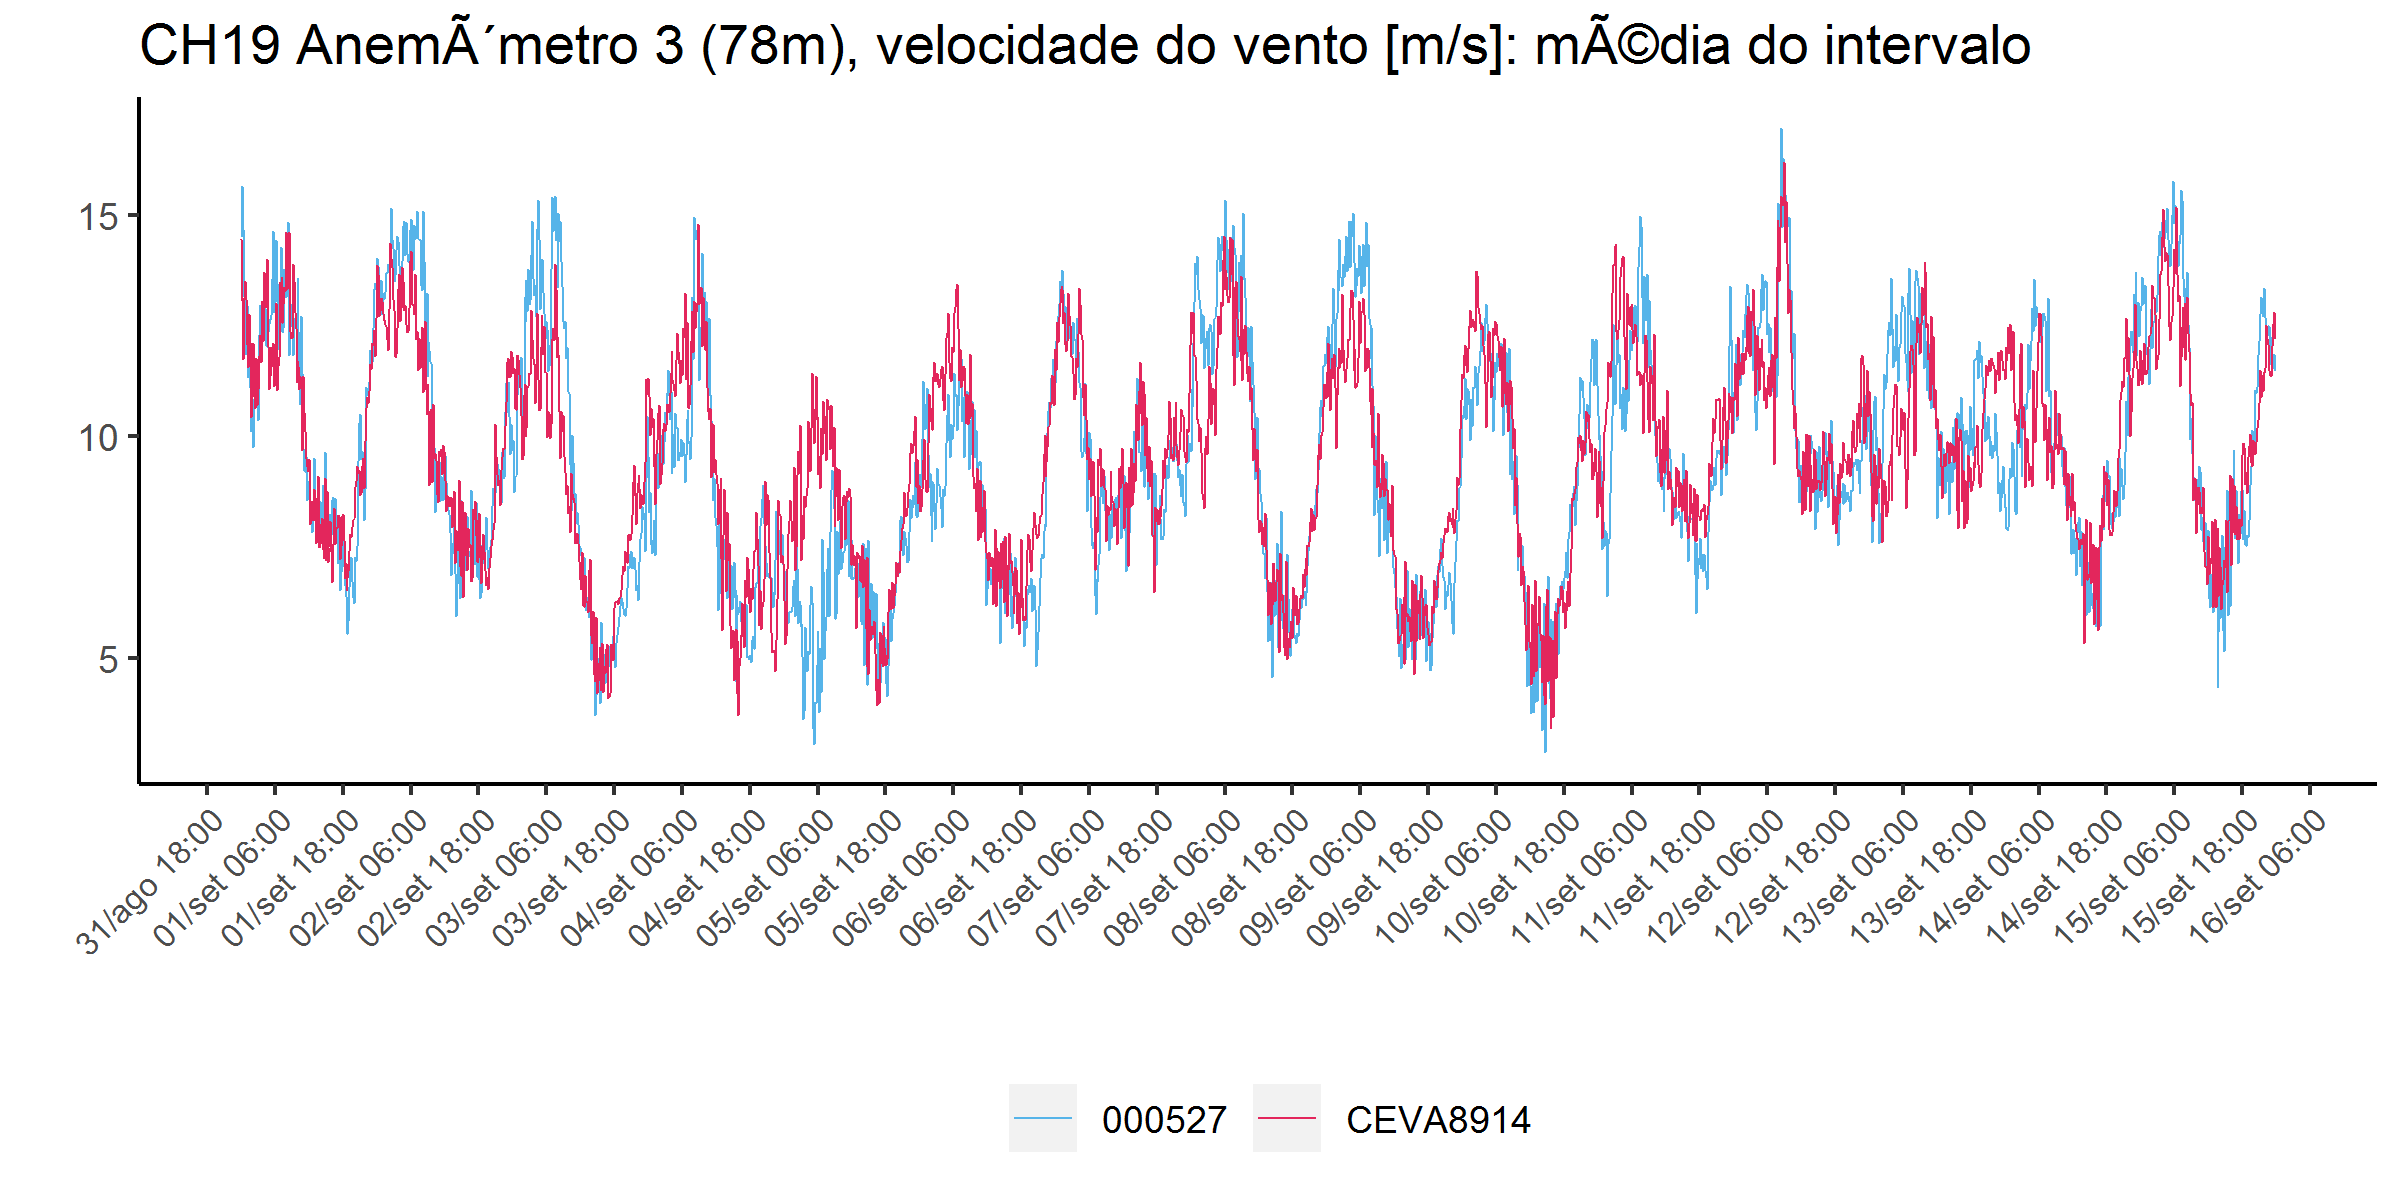 CH19 AnemÃ´metro 3 (78m), velocidade do vento [m/s]: mÃ©dia do intervalo
15
10
5
31/ago 18:00
01/set 06:00
01/set 18:00
02/set 06:00
02/set 18:00
03/set 06:00
03/set 18:00
04/set 06:00
04/set 18:00
05/set 06:00
05/set 18:00
06/set 06:00
06/set 18:00
07/set 06:00
07/set 18:00
08/set 06:00
08/set 18:00
09/set 06:00
09/set 18:00
10/set 06:00
10/set 18:00
11/set 06:00
11/set 18:00
12/set 06:00
12/set 18:00
13/set 06:00
13/set 18:00
14/set 06:00
14/set 18:00
15/set 06:00
15/set 18:00
16/set 06:00
000527
CEVA8914